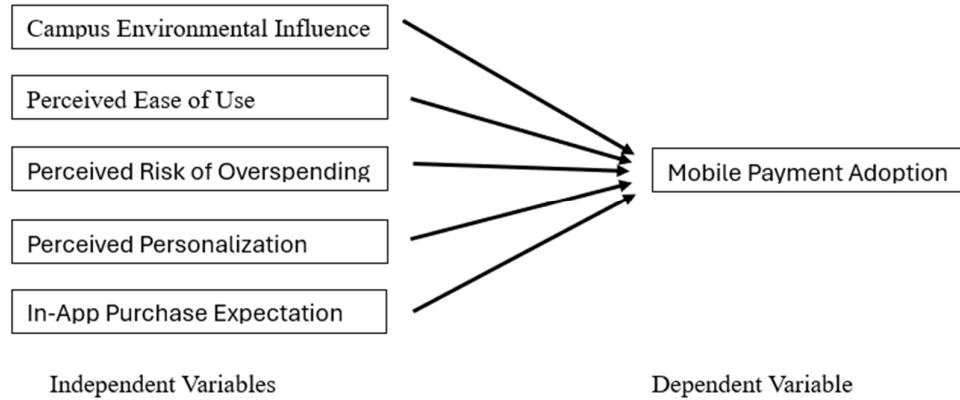 Campus Environmental Influence
Perceived Ease of Use
Perceived Risk of Overspending
Mobile Payment Adoption
Perceived Personalization
In-App Purchase Expectation
Independent Variables
Dependent Variable